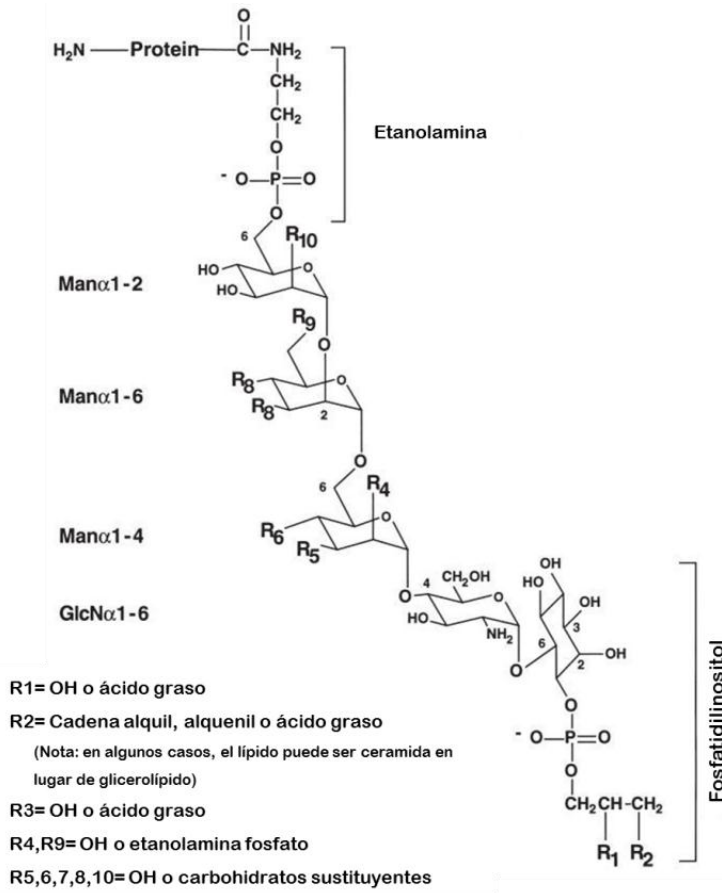 O
H₂N Protein C NH₂
CH₂
CH₂
Etanolamina
O
- O P O
O
6
R10
HO O
Manα1-2
HO
R9
O
R8 O
Manα1-6
R8 2
O
6
R4
R6 O
Manα1-4
R5
OH
4 CH₂OH HO OH
O O OH
GlcNα1-6
HO 3
NH₂ 6 2 OH
O
O
R1= OH o ácido graso
R2= Cadena alquil, alquenil o ácido graso
- O P O
(Nota: en algunos casos, el lípido puede ser ceramida en
lugar de glicerolípido)
O
R3= OH o ácido graso
CH₂CH-CH₂
R4,R9= OH o etanolamina fosfato
R1 R2
R5,6,7,8,10= OH o carbohidratos sustituyentes
Fosfatidilinositol